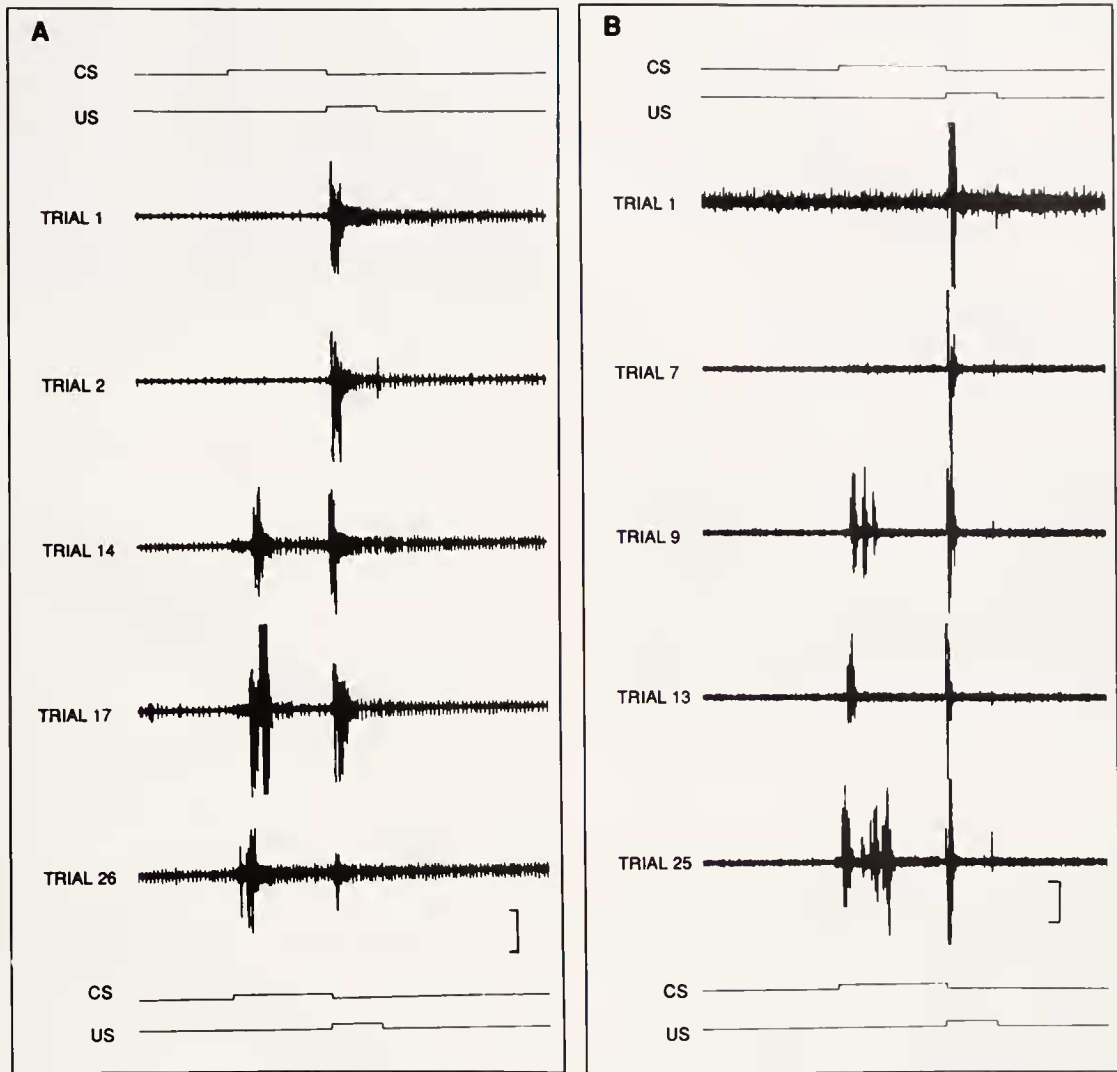 A
CS
US
TRIAL 1
TRIAL 2
TRIAL 14
TRIAL 17
TRIAL 26
CS
US
B
CS
US
TRIAL 1
TRIAL 7
TRIAL 9
TRIAL 13
TRIAL 25
CS
US